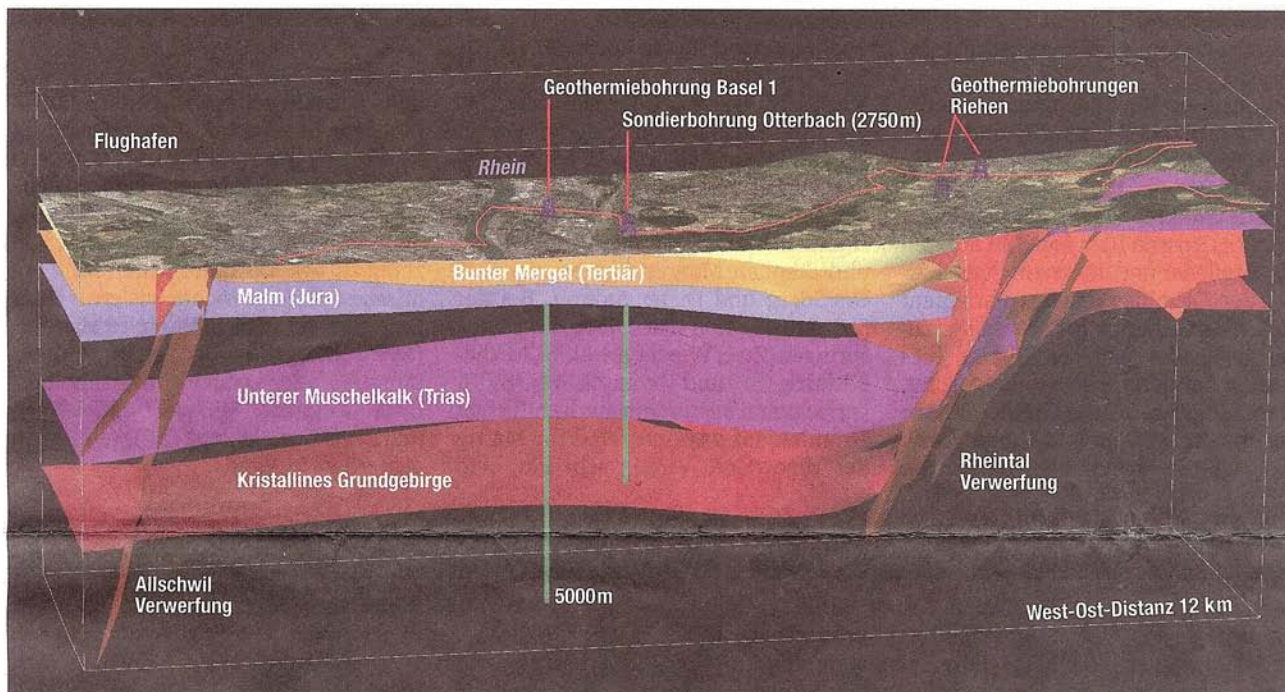 Geothermiebohrung Basel 1
Geothermiebohrungen
Riehen
Sondierbohrung Otterbach (2750m)
Flughafen
Rhein
Bunter Mergel (Tertiär)
Malm (Jura)
Unterer Muschelkalk (Trias)
Kristallines Grundgebirge
Rheintal
Verwerfung
Allschwil
Verwerfung
5000m
West-Ost-Distanz 12 km